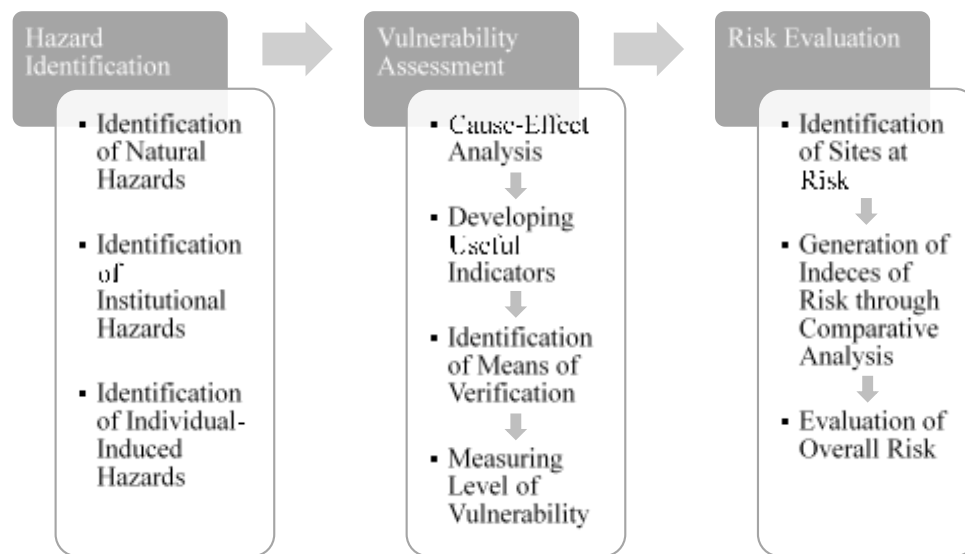 Hazard
Identification
▪ Identification
of Natural
Hazards
▪ Identification
of
Institutional
Hazards
▪ Identification
of Individual-
Induced
Hazards
Vulnerability
Assessment
▪ Cause-Effect
Analysis
▪ Developing
Useful
Indicators
▪ Identification
of Means of
Verification
▪ Measuring
Level of
Vulnerability
Risk Evaluation
▪ Identification
of Sites at
Risk
▪ Generation of
Indeces of
Risk through
Comparative
Analysis
▪ Evaluation of
Overall Risk